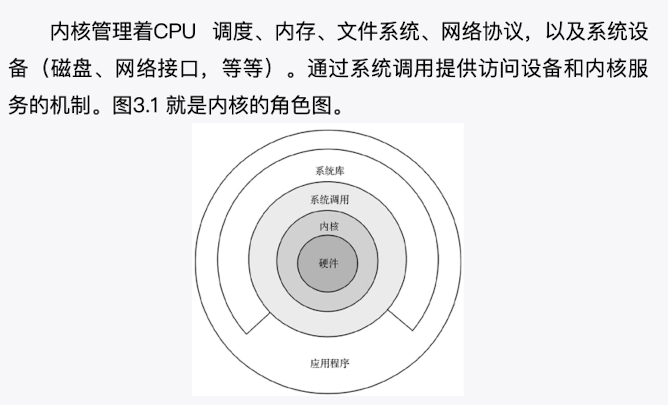 内核管理着CPU 调度、内存、文件系统、网络协议，以及系统设
备（磁盘、网络接口，等等）。通过系统调用提供访问设备和内核服
务的机制。图3.1 就是内核的角色图。
系统库
系统调用
内核
硬件
应用程序